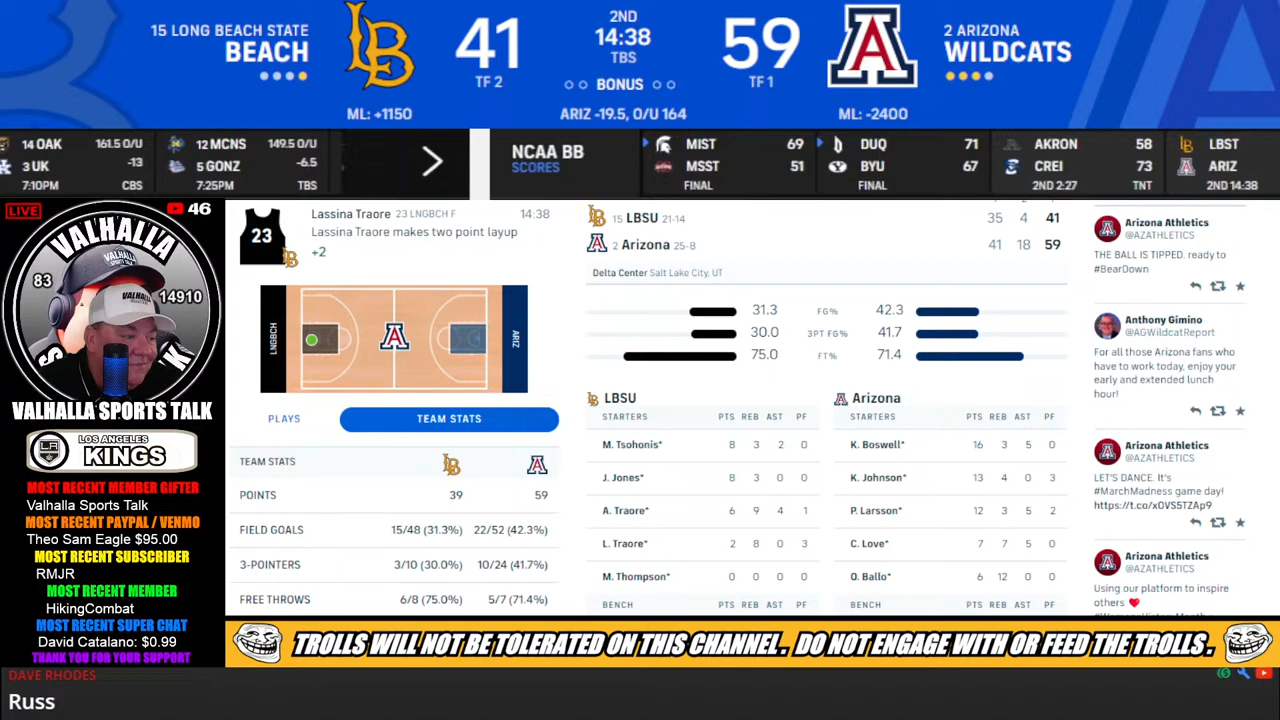 15 LONG BEACH STATE
BEACH
41
TF 2
ML: +1150
2ND
14:38
TBS
BONUS
ARIZ -19.5, O/U 164
59
TF 1
ML: -2400
2 ARIZONA
WILDCATS
14 OAK 161.5 O/U
3 UK -13
7:10PM CBS
12 MCNS 149.5 O/U
5 GONZ -6.5
7:25PM TBS
NCAA BB
SCORES
MIST 69
MSST 51
FINAL
DUQ 71
BYU 67
FINAL
AKRON 58
CREI 73
2ND 2:27 TNT
LBST
ARIZ
2ND 14:38
LIVE
46
VALHALLA
83
14910
VALHALLA SPORTS TALK
LOS ANGELES
KINGS
MOST RECENT MEMBER GIFTER
Valhalla Sports Talk
MOST RECENT PAYPAL / VENMO
Theo Sam Eagle $95.00
MOST RECENT SUBSCRIBER
RMJR
MOST RECENT MEMBER
HikingCombat
MOST RECENT SUPER CHAT
David Catalano: $0.99
THANK YOU FOR YOUR SUPPORT
23
Lassina Traore 23 LNGBCH F 14:38
Lassina Traore makes two point layup
+2
LNGBCH
ARIZ
PLAYS TEAM STATS
TEAM STATS
POINTS 39 59
FIELD GOALS 15/48 (31.3%) 22/52 (42.3%)
3-POINTERS 3/10 (30.0%) 10/24 (41.7%)
FREE THROWS 6/8 (75.0%) 5/7 (71.4%)
15 LBSU 21-14 35 4 41
2 Arizona 25-8 41 18 59
Delta Center Salt Lake City, UT
31.3 FG% 42.3
30.0 3PT FG% 41.7
75.0 FT% 71.4
LBSU
STARTERS PTS REB AST PF
M. Tsohonis* 8 3 2 0
J. Jones* 8 3 0 0
A. Traore* 6 9 4 1
L. Traore* 2 8 0 3
M. Thompson* 0 0 0 0
BENCH PTS REB AST PF
Arizona
STARTERS PTS REB AST PF
K. Boswell* 16 3 5 0
K. Johnson* 13 4 0 3
P. Larsson* 12 3 5 2
C. Love* 7 7 5 0
O. Ballo* 6 12 0 0
BENCH PTS REB AST PF
Arizona Athletics
@AZATHLETICS
THE BALL IS TIPPED. ready to
#BearDown
Anthony Gimino
@AGWildcatReport
For all those Arizona fans who
have to work today, enjoy your
early and extended lunch
hour!
Arizona Athletics
@AZATHLETICS
LET'S DANCE. It's
#MarchMadness game day!
https://t.co/xOVS5TZAp9
Arizona Athletics
@AZATHLETICS
Using our platform to inspire
others
TROLLS WILL NOT BE TOLERATED ON THIS CHANNEL. DO NOT ENGAGE WITH OR FEED THE TROLLS.
DAVE RHODES
Russ